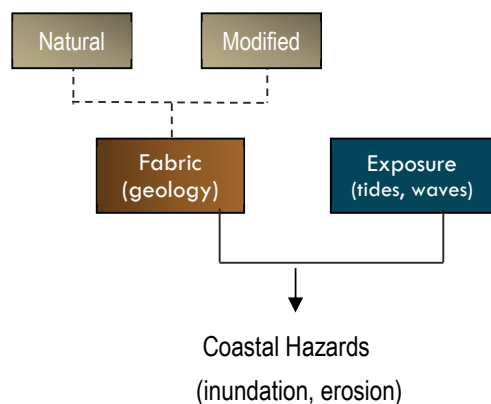 Natural
Modified
Fabric
(geology)
Exposure
(tides, waves)
Coastal Hazards
(inundation, erosion)